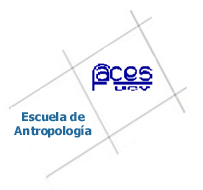 faces
UCV
Escuela de
Antropología